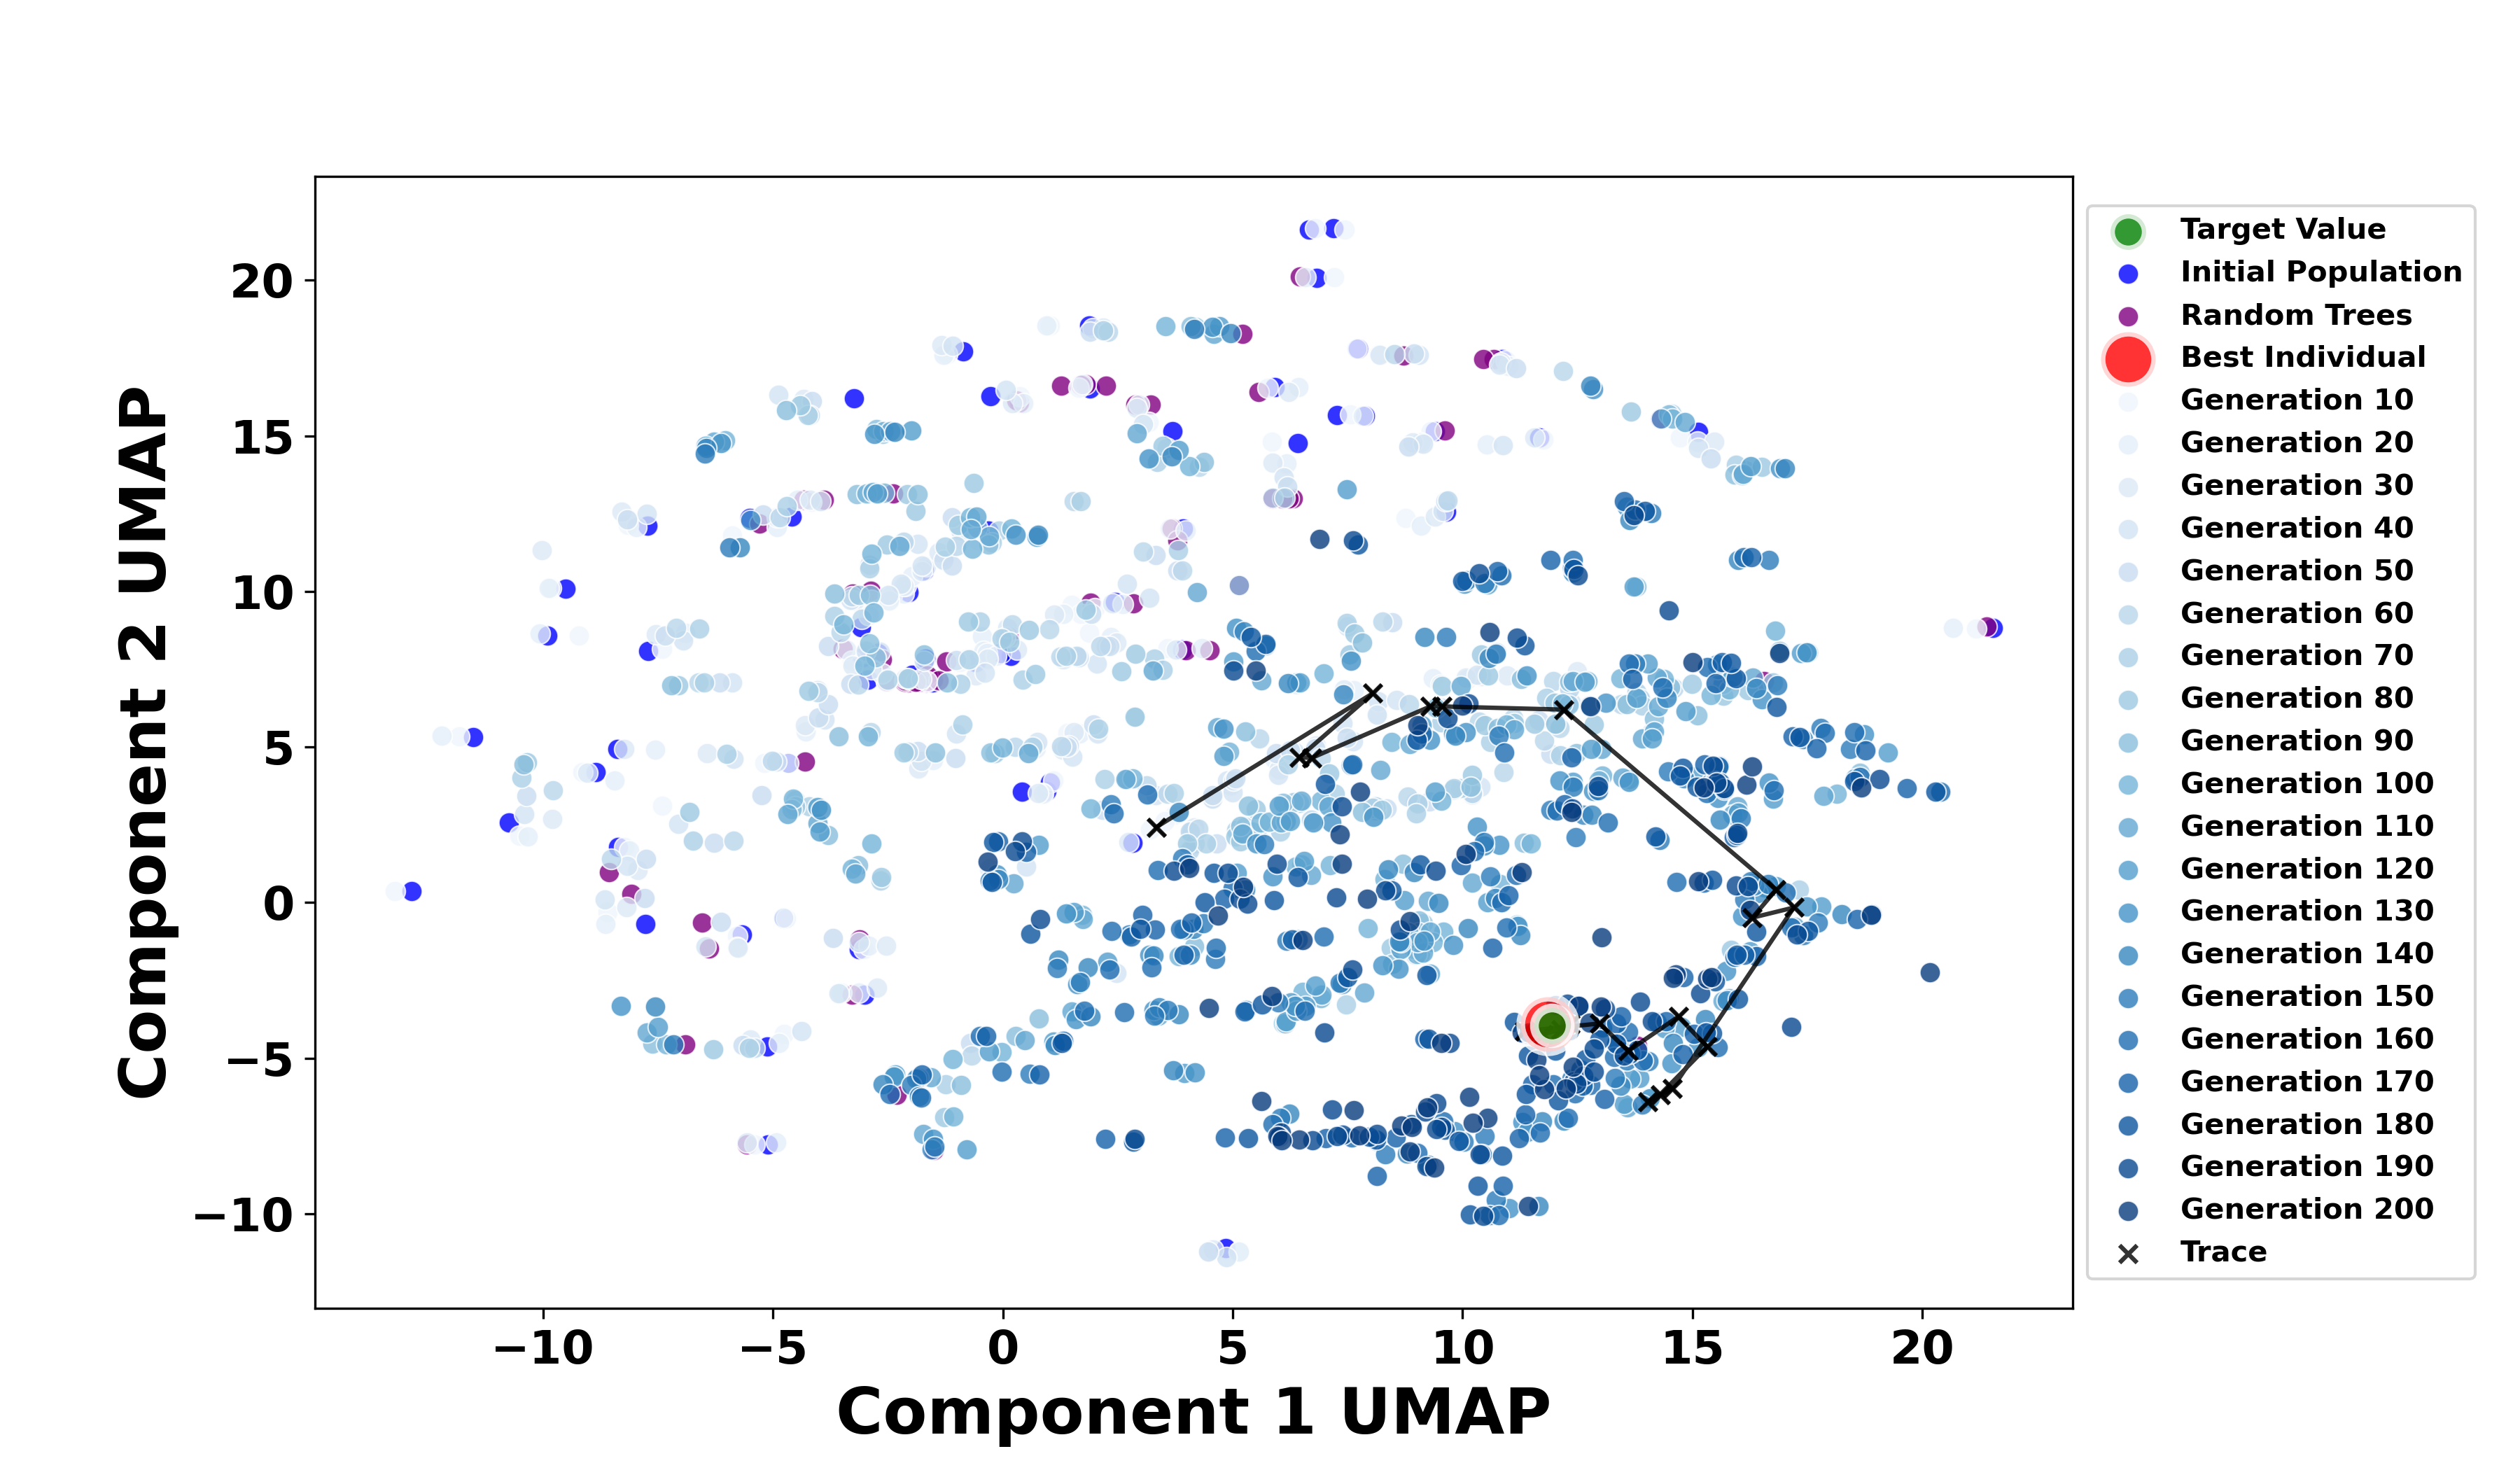 20
15
10
5
0
−5
−10
−10
−5
0
5
10
15
20
Component 2 UMAP
Component 1 UMAP
Target Value
Initial Population
Random Trees
Best Individual
Generation 10
Generation 20
Generation 30
Generation 40
Generation 50
Generation 60
Generation 70
Generation 80
Generation 90
Generation 100
Generation 110
Generation 120
Generation 130
Generation 140
Generation 150
Generation 160
Generation 170
Generation 180
Generation 190
Generation 200
Trace